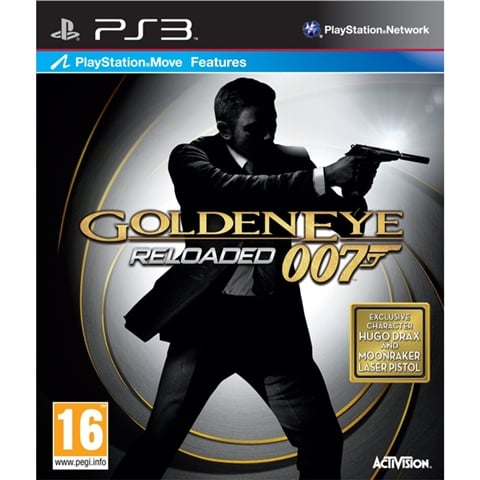 PS3
PlayStation®Network
PlayStation®Move Features
GOLDENEYE
RELOADED 007
EXCLUSIVE
CHARACTER
HUGO DRAX
AND
MOONRAKER
LASER PISTOL
16
www.pegi.info
ACTIVISION.